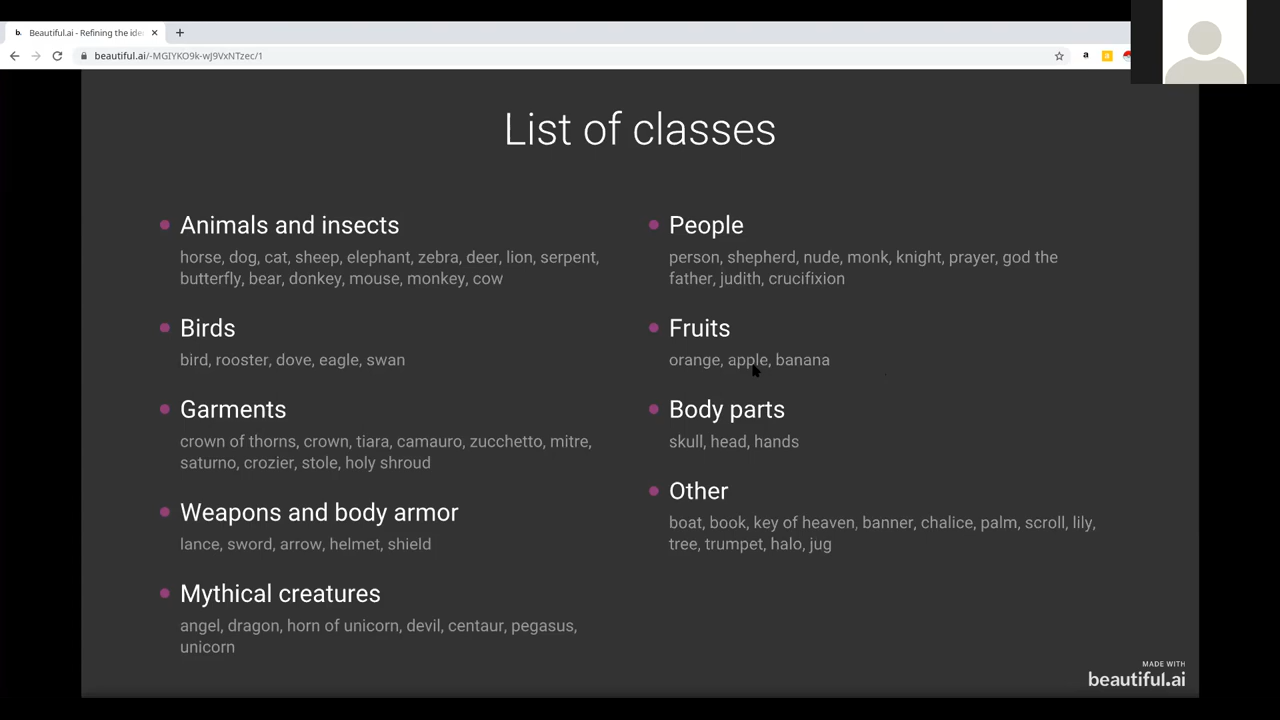 b. Beautiful.ai - Refining the ide
beautiful.ai/-MGIYKO9k-wJ9VxNTzec/1
List of classes
Animals and insects
horse, dog, cat, sheep, elephant, zebra, deer, lion, serpent,
butterfly, bear, donkey, mouse, monkey, cow
Birds
bird, rooster, dove, eagle, swan
Garments
crown of thorns, crown, tiara, camauro, zucchetto, mitre,
saturno, crozier, stole, holy shroud
Weapons and body armor
lance, sword, arrow, helmet, shield
Mythical creatures
angel, dragon, horn of unicorn, devil, centaur, pegasus,
unicorn
People
person, shepherd, nude, monk, knight, prayer, god the
father, judith, crucifixion
Fruits
orange, apple, banana
Body parts
skull, head, hands
Other
boat, book, key of heaven, banner, chalice, palm, scroll, lily,
tree, trumpet, halo, jug
MADE WITH
beautiful.ai